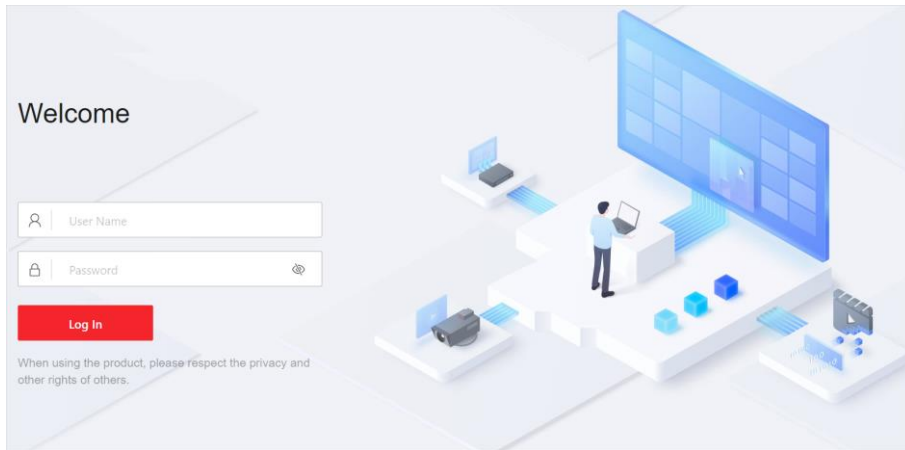 Welcome
User Name
Password
Log In
When using the product, please respect the privacy and
other rights of others.